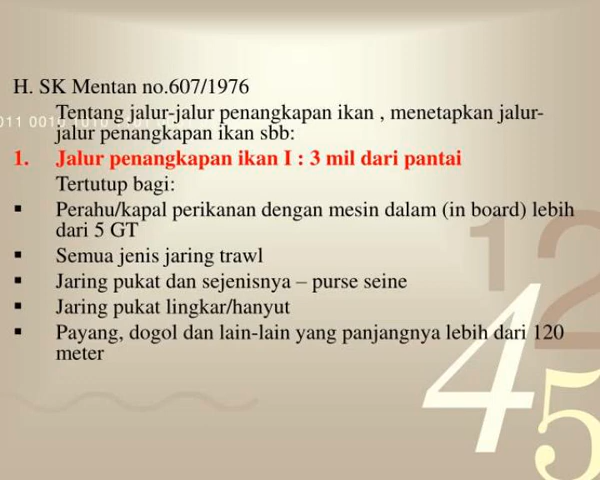 H. SK Mentan no.607/1976
Tentang jalur-jalur penangkapan ikan , menetapkan jalur-
jalur penangkapan ikan sbb:
1. Jalur penangkapan ikan I : 3 mil dari pantai
Tertutup bagi:
▪ Perahu/kapal perikanan dengan mesin dalam (in board) lebih
dari 5 GT
▪ Semua jenis jaring trawl
▪ Jaring pukat dan sejenisnya – purse seine
▪ Jaring pukat lingkar/hanyut
▪ Payang, dogol dan lain-lain yang panjangnya lebih dari 120
meter
12
4
5